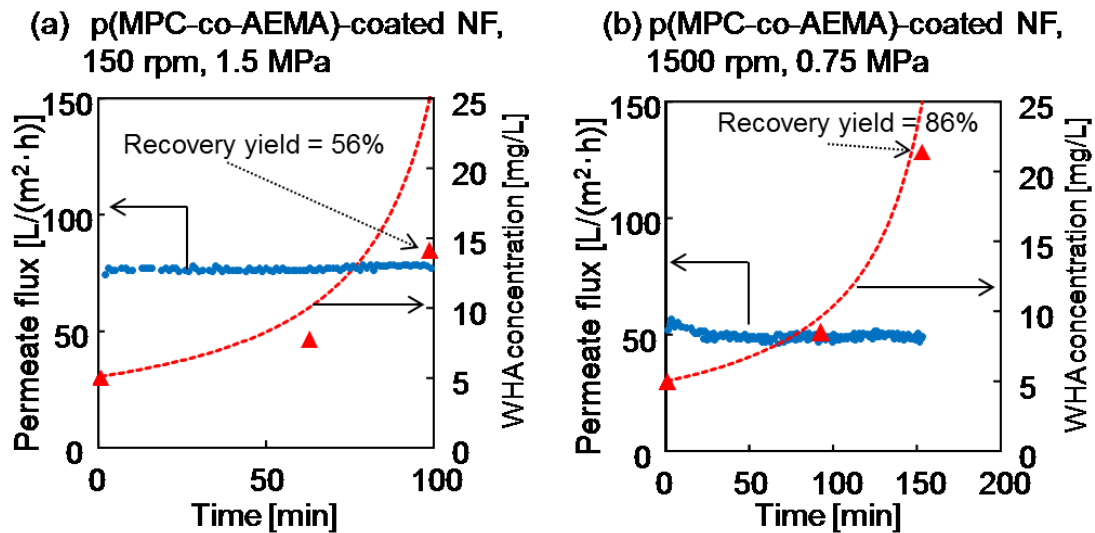 (a) p(MPC-co-AEMA)-coated NF,
150 rpm, 1.5 MPa
150
100
50
0
Permeate flux [L/(m²·h)]
Recovery yield = 56%
25
20
15
10
5
0
WHA concentration [mg/L]
0
50
100
Time [min]
(b) p(MPC-co-AEMA)-coated NF,
1500 rpm, 0.75 MPa
150
100
50
0
Permeate flux [L/(m²·h)]
Recovery yield = 86%
25
20
15
10
5
0
WHA concentration [mg/L]
0
50
100
150
200
Time [min]